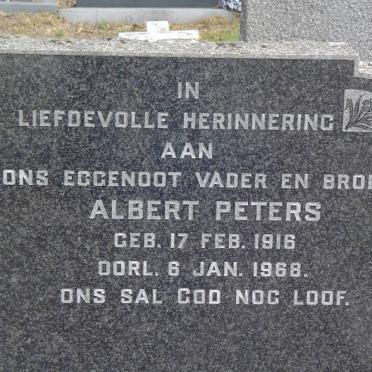 IN
LIEFDEVOLLE HERINNERING
AAN
ONS EGGENOOT VADER EN
ALBERT PETERS
GEB. 17 FEB. 1916
OORL. 6 JAN. 1968.
ONS SAL GOD NOG LOOF.